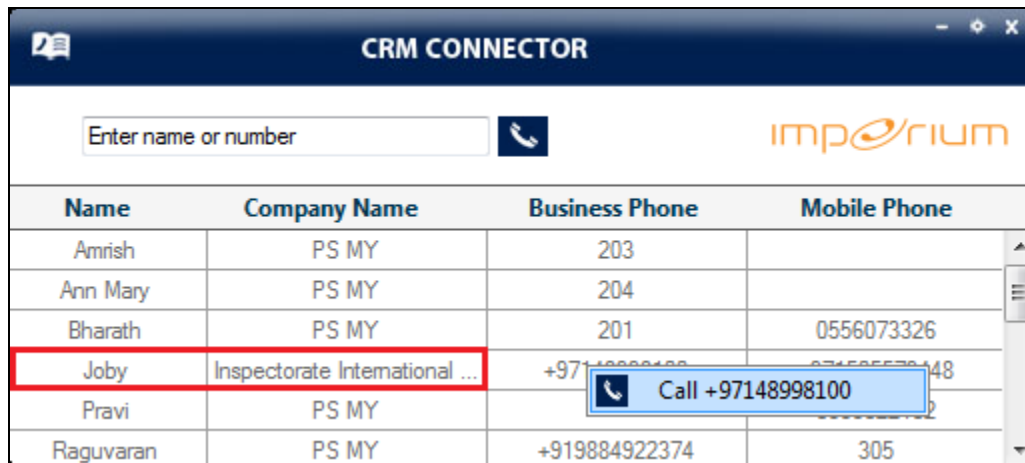 CRM CONNECTOR
Enter name or number
imperium
Name Company Name Business Phone Mobile Phone
Amrish PS MY 203
Ann Mary PS MY 204
Bharath PS MY 201 0556073326
Joby Inspectorate International ...
Call +97148998100
Pravi PS MY
Raguvaran PS MY +919884922374 305